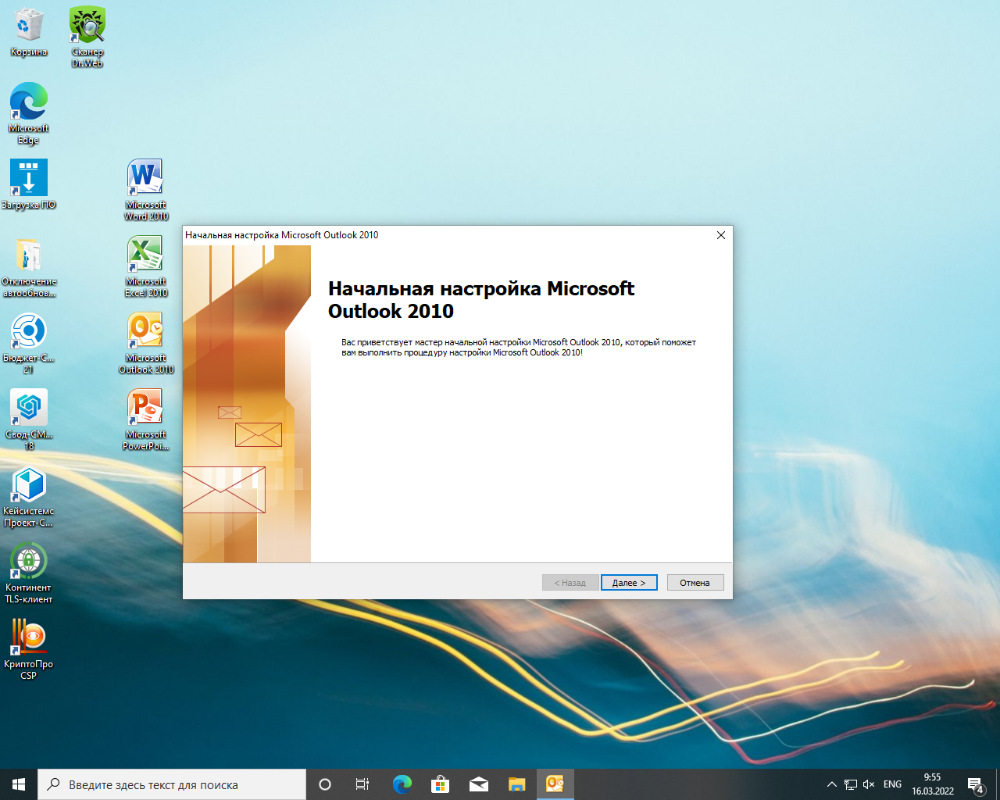 Корзина
Сканер
Dr.Web
Microsoft
Edge
Загрузка ПО
Microsoft
Word 2010
Отключение
автообнов...
Microsoft
Excel 2010
Бюджет-С...
21
Microsoft
Outlook 2010
Свод-СМ...
18
Microsoft
PowerPoi...
Кейсистемс
Проект-С...
Континент
TLS-клиент
КриптоПро
CSP
Начальная настройка Microsoft Outlook 2010
Начальная настройка Microsoft
Outlook 2010
Вас приветствует мастер начальной настройки Microsoft Outlook 2010, который поможет
вам выполнить процедуру настройки Microsoft Outlook 2010!
< Назад
Далее >
Отмена
Введите здесь текст для поиска
ENG
9:55
16.03.2022
4